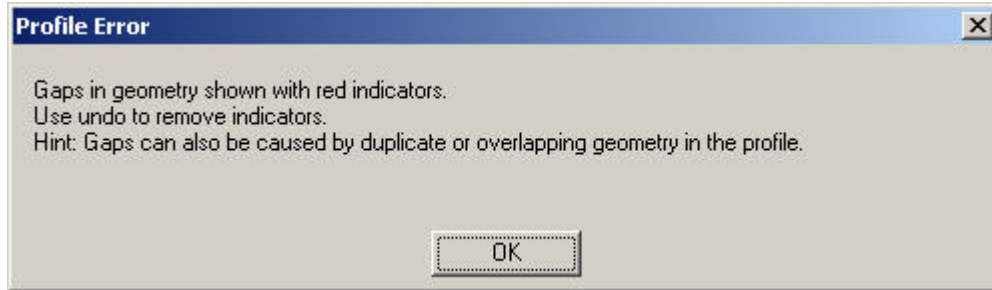 Profile Error
Gaps in geometry shown with red indicators.
Use undo to remove indicators.
Hint: Gaps can also be caused by duplicate or overlapping geometry in the profile.
OK